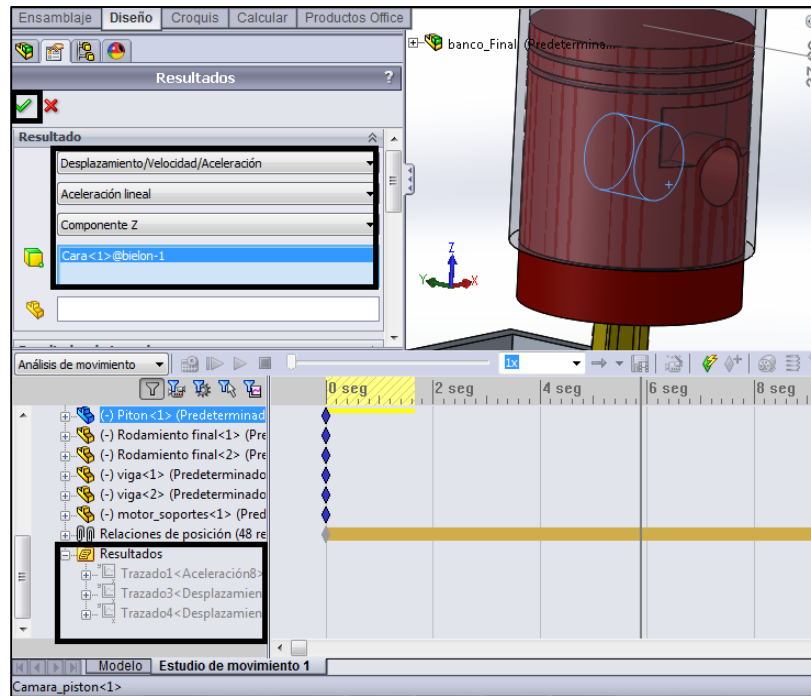 Ensamblaje Diseño Croquis Calcular Productos Office
banco_Final (Predetermina...
Resultados ?
Resultado
Desplazamiento/Velocidad/Aceleración
Aceleración lineal
Componente Z
Cara<1>@bielon-1
Z
Y X
Análisis de movimiento 1x
0 seg 2 seg 4 seg 6 seg 8 seg
(-) Piton<1> (Predeterminad
(-) Rodamiento final<1> (Pre
(-) Rodamiento final<2> (Pre
(-) viga<1> (Predeterminado
(-) viga<2> (Predeterminado
(-) motor_soportes<1> (Pred
Relaciones de posición (48 re
Resultados
Trazado1<Aceleración8>
Trazado3<Desplazamien
Trazado4<Desplazamien
Modelo Estudio de movimiento 1
Camara_piston<1>